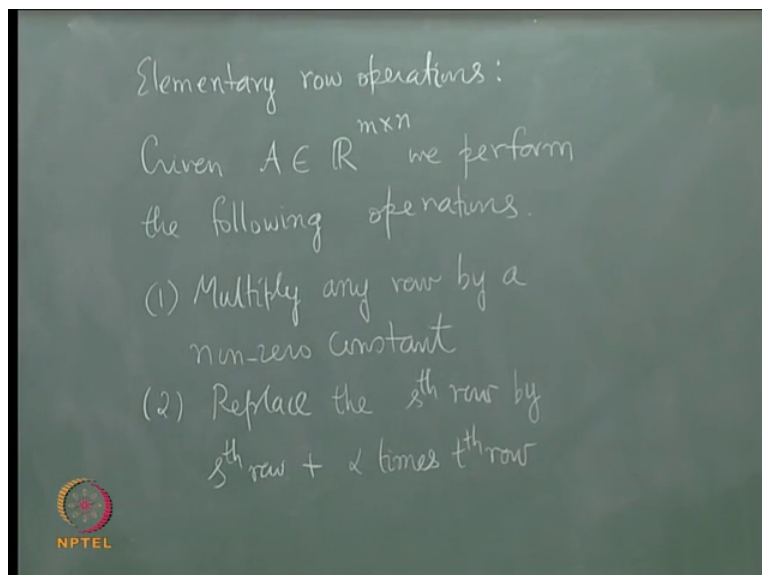 Elementary row operations:
Given A ∈ ℝ^{m×n} we perform
the following operations.
(1) Multiply any row by a
non-zero constant
(2) Replace the s^{th} row by
s^{th} row + α times t^{th} row
NPTEL